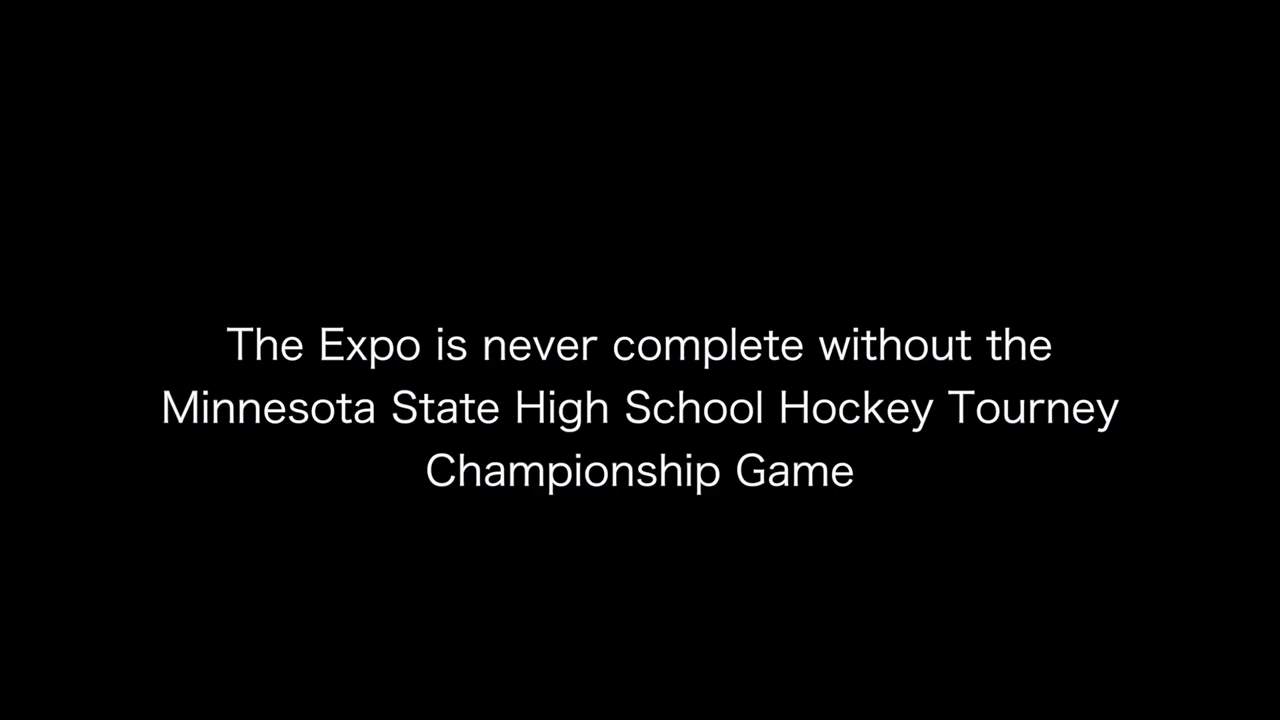 The Expo is never complete without the
Minnesota State High School Hockey Tourney
Championship Game